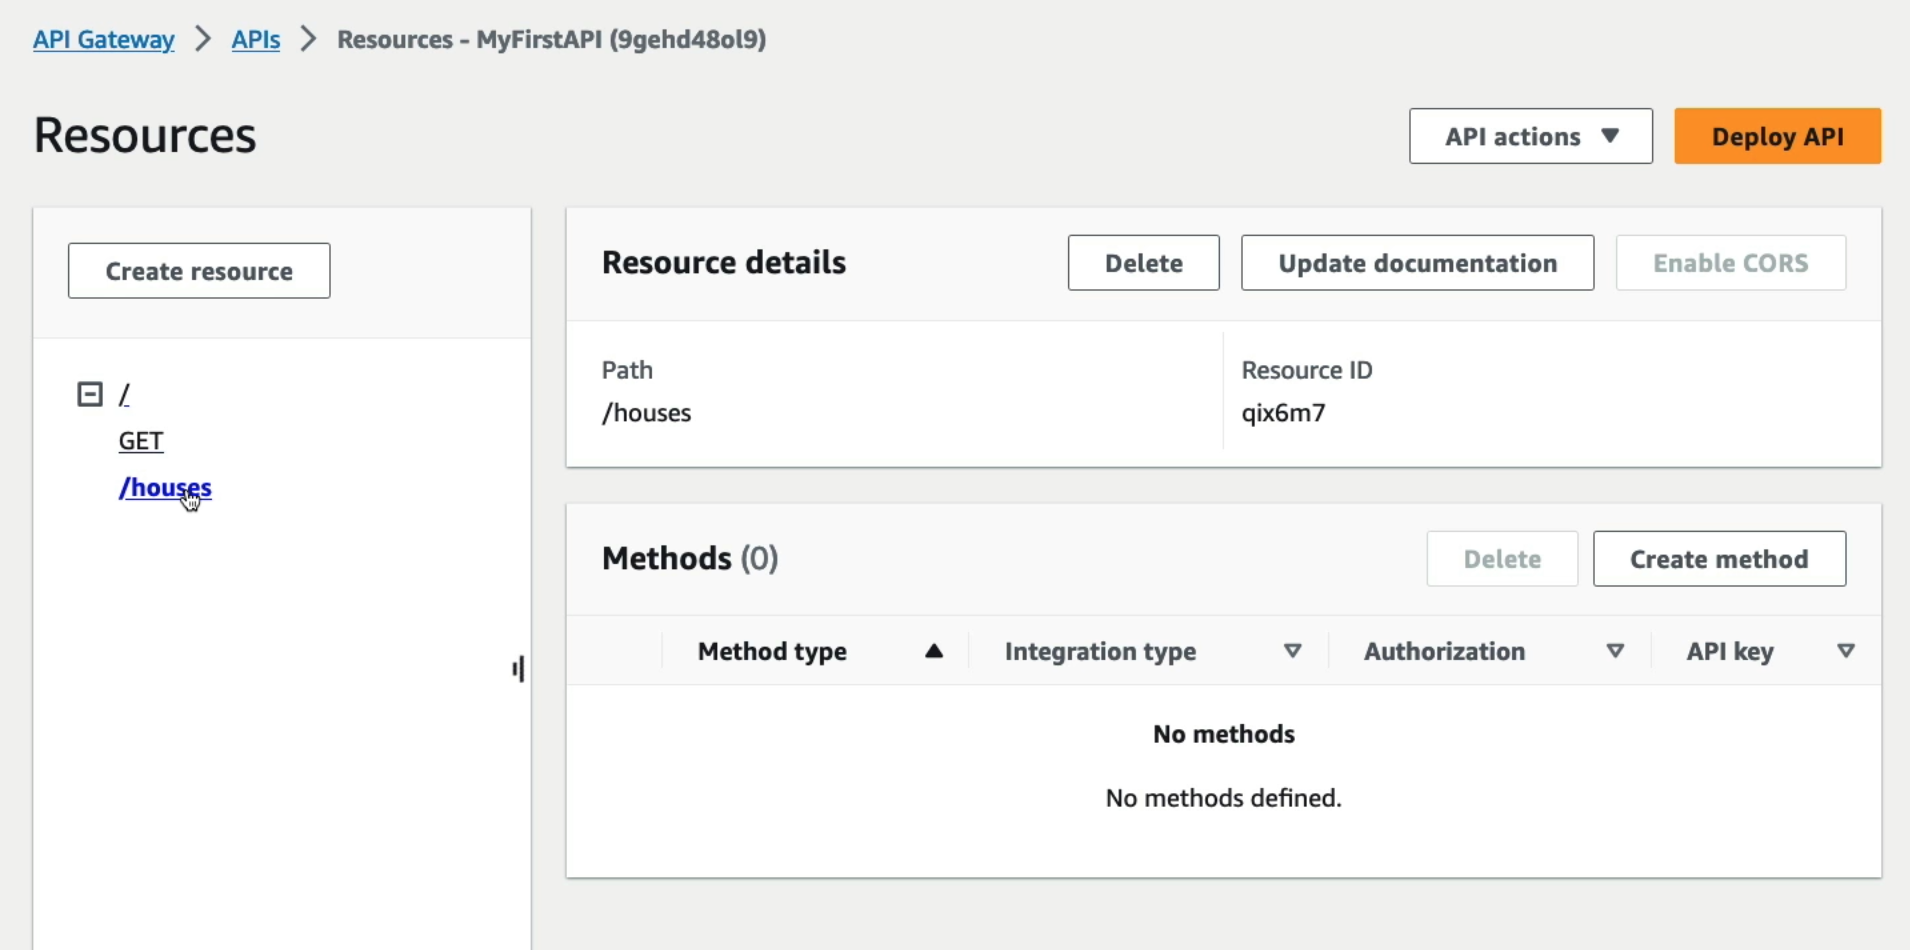 API Gateway > APIs > Resources - MyFirstAPI (9gehd48ol9)
Resources
API actions
Deploy API
Create resource
/
GET
/houses
Resource details
Delete
Update documentation
Enable CORS
Path
/houses
Resource ID
qix6m7
Methods (0)
Delete
Create method
Method type
Integration type
Authorization
API key
No methods
No methods defined.